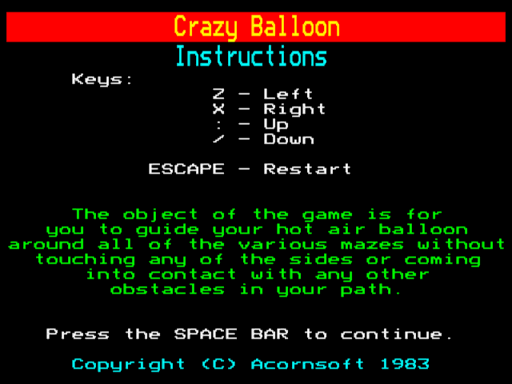 Crazy Balloon
Instructions
Keys:
Z – Left
X – Right
: – Up
/ – Down
ESCAPE – Restart
The object of the game is for
you to guide your hot air balloon
around all of the various mazes without
touching any of the sides or coming
into contact with any other
obstacles in your path.
Press the SPACE BAR to continue.
Copyright (C) Acornsoft 1983